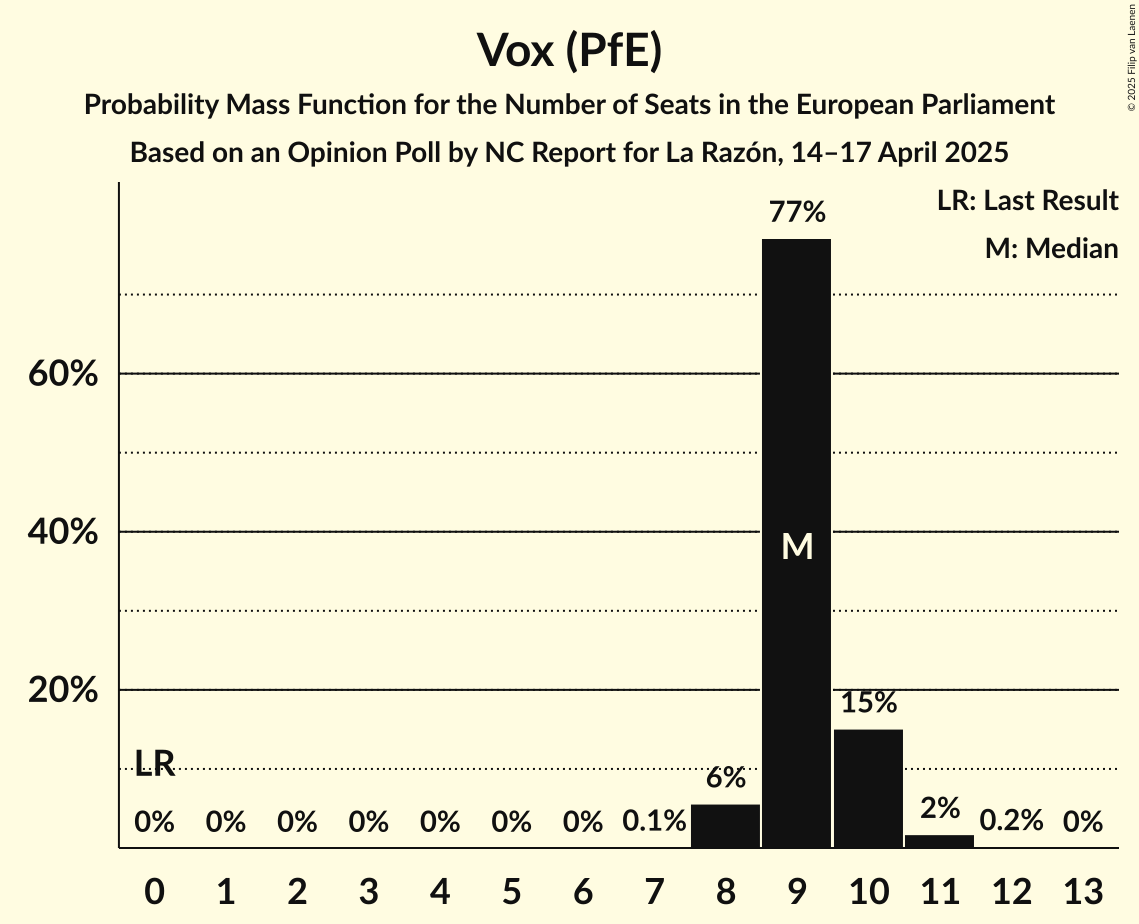 Vox (PfE)
Probability Mass Function for the Number of Seats in the European Parliament
Based on an Opinion Poll by NC Report for La Razón, 14–17 April 2025
© 2025 Filip van Laenen
LR: Last Result
M: Median
77%
60%
40%
M
20%
15%
LR
6%
0% 0% 0% 0% 0% 0% 0% 0.1% 2% 0.2% 0%
0 1 2 3 4 5 6 7 8 9 10 11 12 13